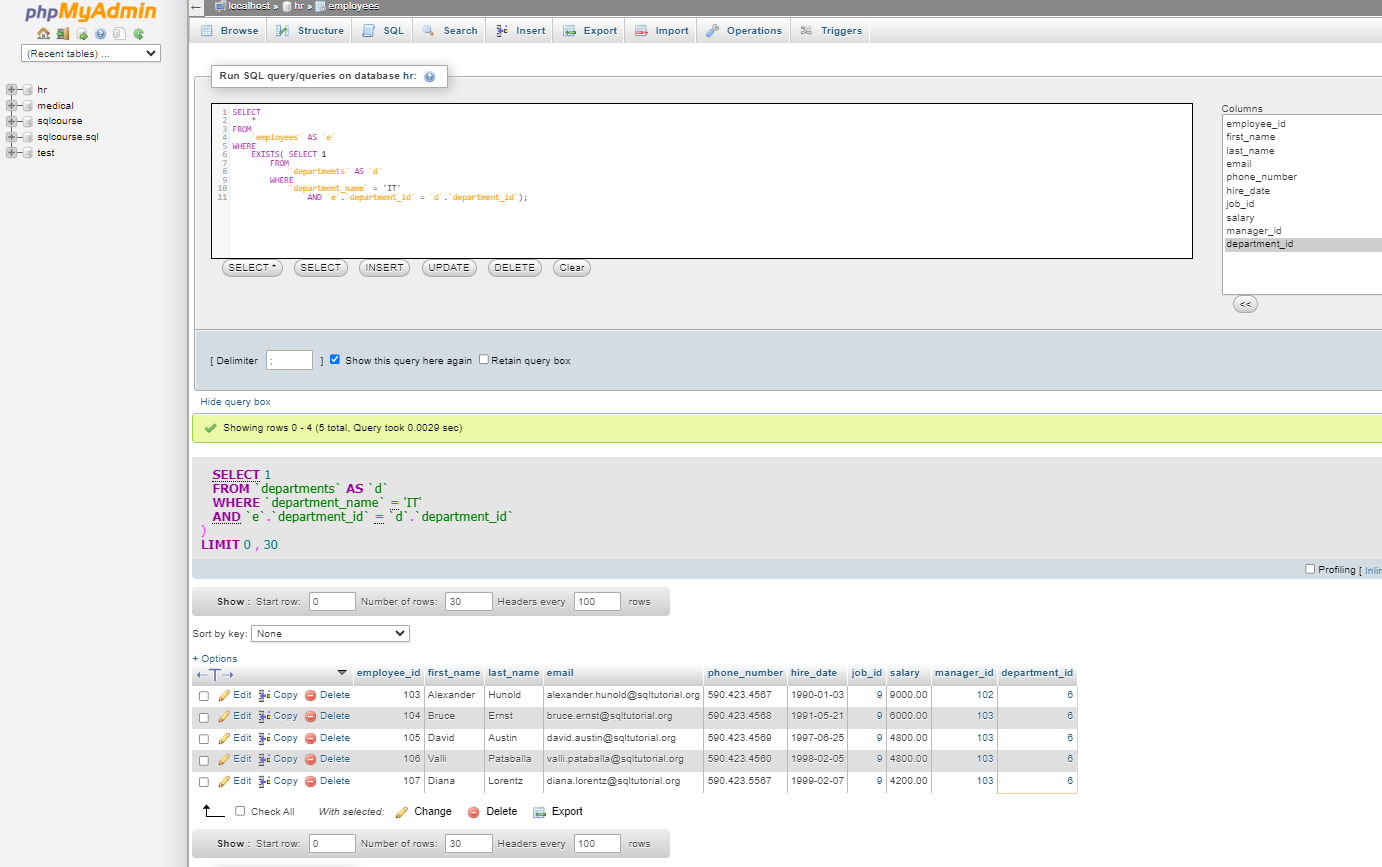 phpMyAdmin
(Recent tables) ...
hr
medical
sqlcourse
sqlcourse.sql
test
localhost » hr » employees
Browse Structure SQL Search Insert Export Import Operations Triggers
Run SQL query/queries on database hr:
1 SELECT
2 *
3 FROM
4 `employees` AS `e`
5 WHERE
6 EXISTS( SELECT 1
7 FROM
8 `departments` AS `d`
9 WHERE
10 `department_name` = 'IT'
11 AND `e`.`department_id` = `d`.`department_id`);
Columns
employee_id
first_name
last_name
email
phone_number
hire_date
job_id
salary
manager_id
department_id
SELECT * SELECT INSERT UPDATE DELETE Clear
<<
[ Delimiter ; ] Show this query here again Retain query box
Hide query box
Showing rows 0 - 4 (5 total, Query took 0.0029 sec)
SELECT 1
FROM `departments` AS `d`
WHERE `department_name` = 'IT'
AND `e`.`department_id` = `d`.`department_id`
)
LIMIT 0 , 30
Profiling [ Inlin
Show : Start row: 0 Number of rows: 30 Headers every 100 rows
Sort by key: None
+ Options
←T→ employee_id first_name last_name email phone_number hire_date job_id salary manager_id department_id
Edit Copy Delete 103 Alexander Hunold alexander.hunold@sqltutorial.org 590.423.4567 1990-01-03 9 9000.00 102 6
Edit Copy Delete 104 Bruce Ernst bruce.ernst@sqltutorial.org 590.423.4568 1991-05-21 9 6000.00 103 6
Edit Copy Delete 105 David Austin david.austin@sqltutorial.org 590.423.4569 1997-06-25 9 4800.00 103 6
Edit Copy Delete 106 Valli Pataballa valli.pataballa@sqltutorial.org 590.423.4560 1998-02-05 9 4800.00 103 6
Edit Copy Delete 107 Diana Lorentz diana.lorentz@sqltutorial.org 590.423.5567 1999-02-07 9 4200.00 103 6
Check All With selected: Change Delete Export
Show : Start row: 0 Number of rows: 30 Headers every 100 rows